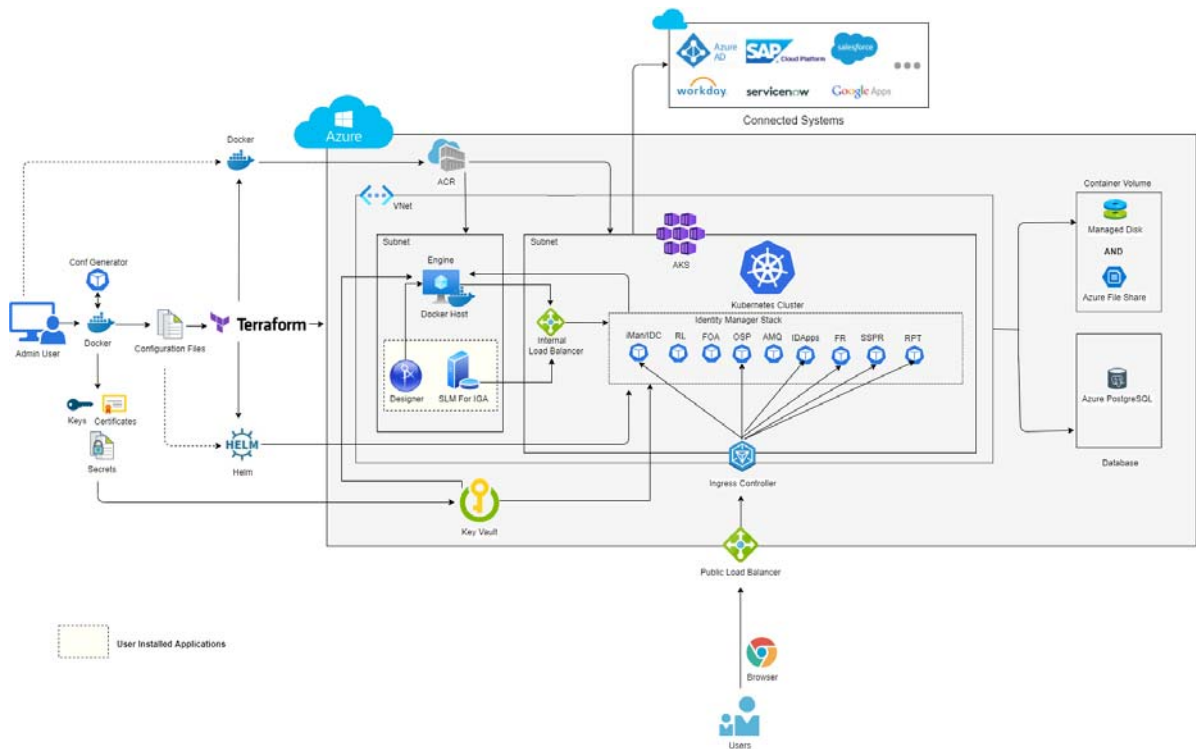 Azure
AD
SAP
Cloud Platform
salesforce
workday
servicenow
Google Apps
Connected Systems
Azure
Docker
ACR
VNet
Container Volume
Managed Disk
AND
Azure File Share
Subnet
Engine
Docker Host
Subnet
AKS
Kubernetes Cluster
Conf Generator
Admin User
Docker
Configuration Files
Terraform
Internal
Load Balancer
Identity Manager Stack
iMan/IDC
RL
FOA
OSP
AMQ
IDApps
FR
SSPR
RPT
Designer
SLM For IGA
Azure PostgreSQL
Database
Keys
Certificates
Secrets
HELM
Helm
Key Vault
Ingress Controller
Public Load Balancer
User Installed Applications
Browser
Users